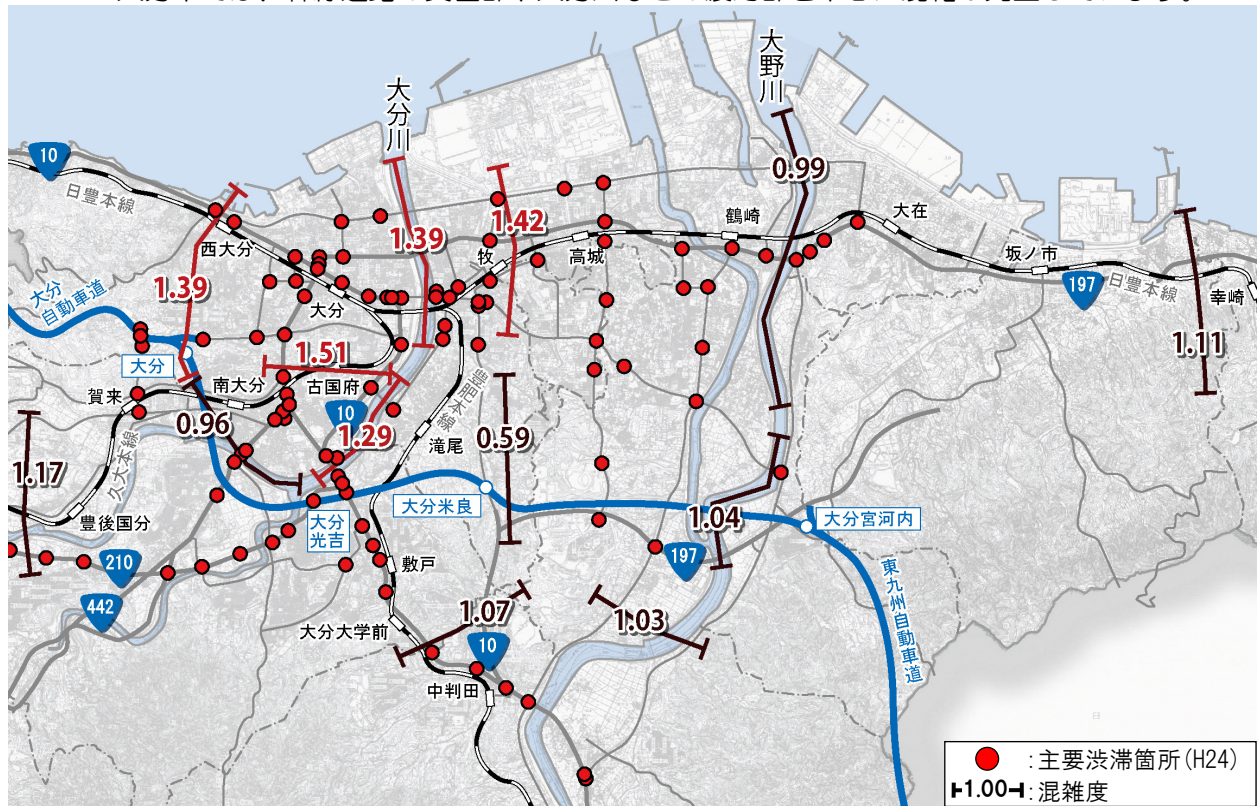 大分川
大野川
10
日豊本線
0.99
西大分
1.39
1.42
鶴崎
大在
牧
高城
坂ノ市
197
日豊本線
幸崎
大分
自動車道
1.39
大分
1.11
大分
1.51
賀来
南大分
古国府
10
豊肥本線
0.96
1.29
滝尾
0.59
1.17
久大本線
豊後国分
大分
光吉
大分米良
大分宮河内
1.04
210
敷戸
197
442
東九州自動車道
大分大学前
1.07
1.03
10
中判田
:主要渋滞箇所(H24)
1.00:混雑度